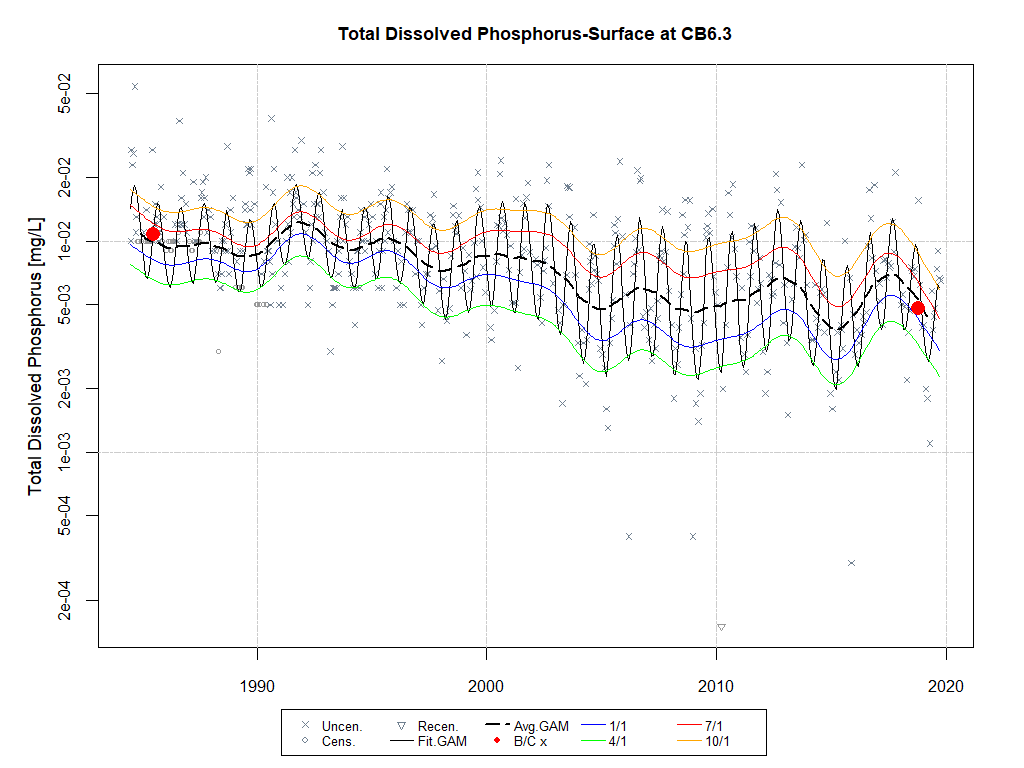 Total Dissolved Phosphorus-Surface at CB6.3
Total Dissolved Phosphorus [mg/L]
5e-02
2e-02
1e-02
5e-03
2e-03
1e-03
5e-04
2e-04
1990 2000 2010 2020
Uncen. Recen. Avg.GAM 1/1 7/1
Cens. Fit.GAM B/C x 4/1 10/1